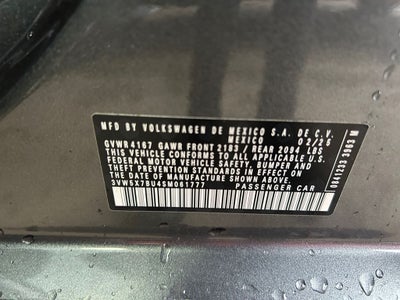 MFD BY VOLKSWAGEN DE MEXICO S.A. DE C.V.
MEXICO 02/26
GVWR 4167 GAWR FRONT 2183 / REAR 2094 LBS
THIS VEHICLE CONFORMS TO ALL APPLICABLE U.S.
FEDERAL MOTOR VEHICLE SAFETY, BUMPER AND
THEFT PREVENTION STANDARDS IN EFFECT ON
THE DATE OF MANUFACTURE SHOWN ABOVE.
3VW5X7BU4SM061777 PASSENGER CAR